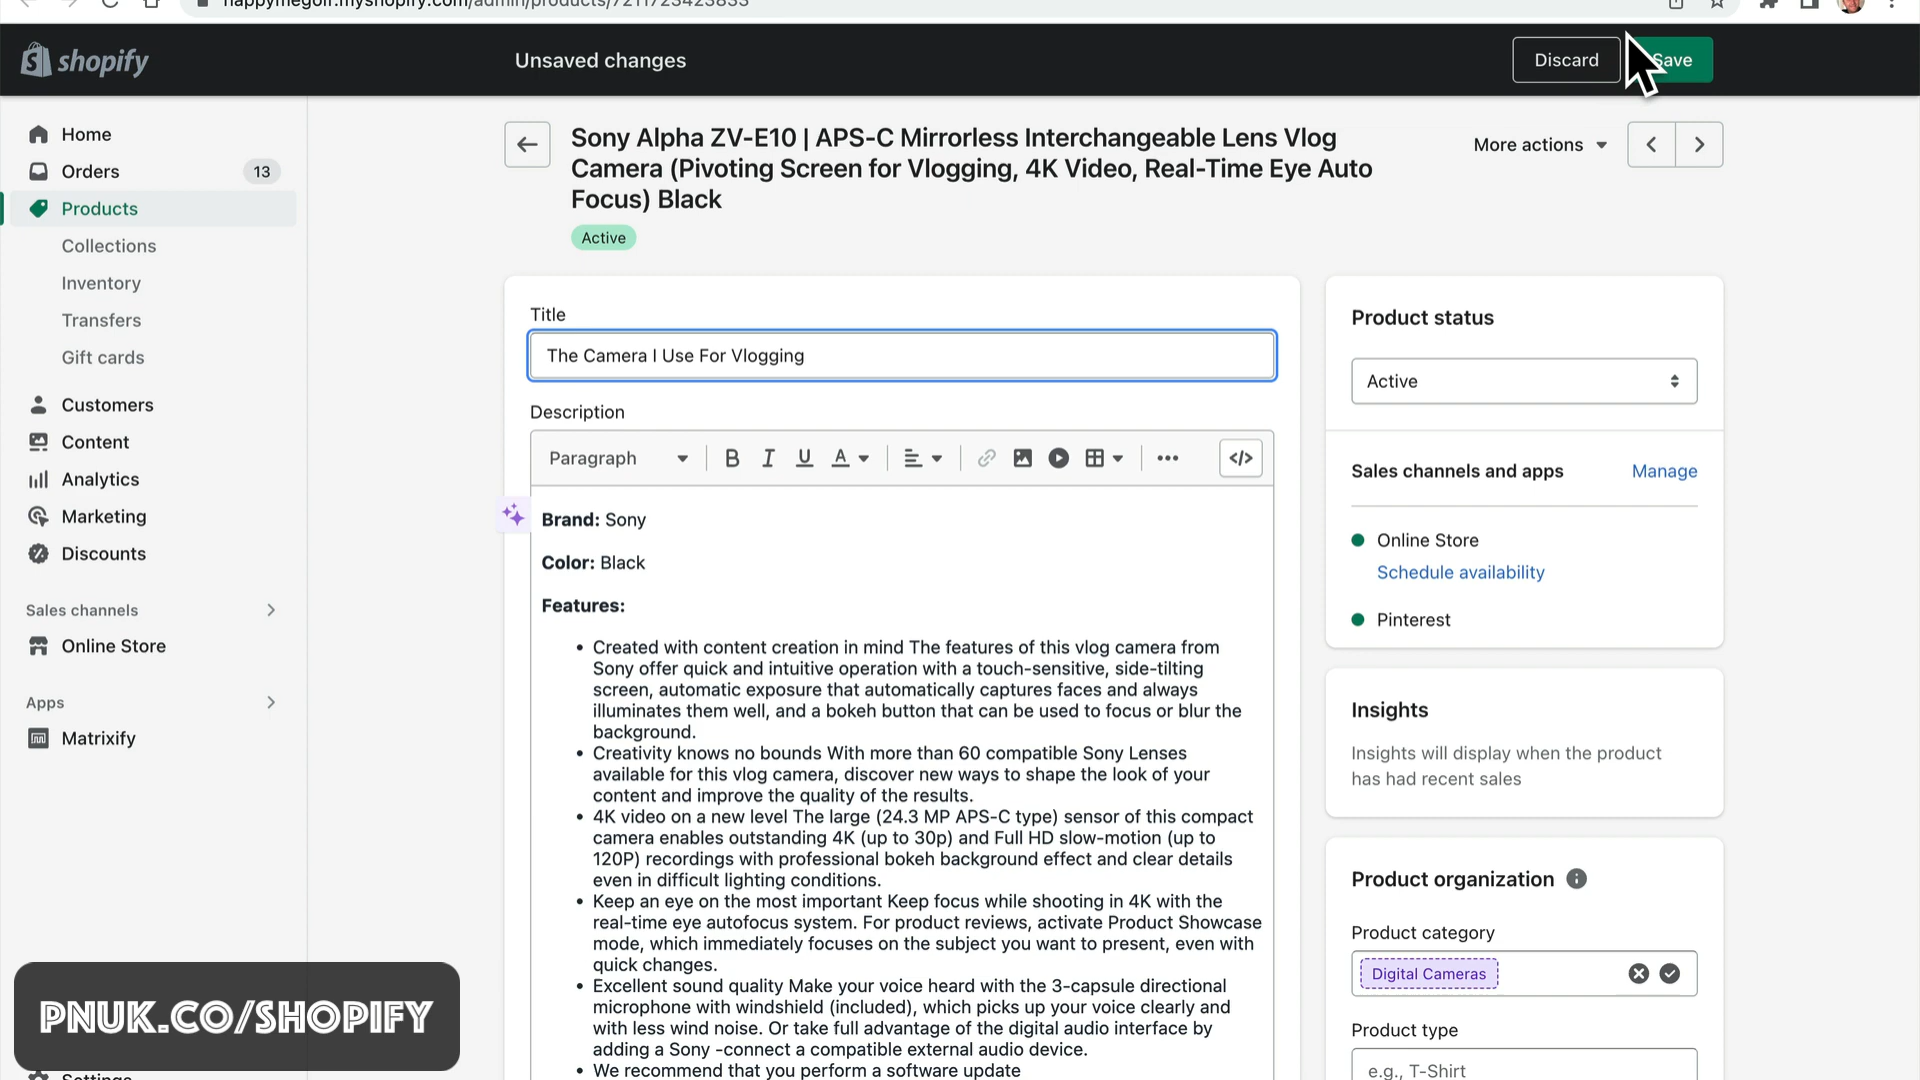 happymegolf.myshopify.com/admin/products/7211723423833
shopify
Unsaved changes
Discard
Save
Home
Orders
13
Products
Collections
Inventory
Transfers
Gift cards
Customers
Content
Analytics
Marketing
Discounts
Sales channels
Online Store
Apps
Matrixify
Settings
PNUK.CO/SHOPIFY
Sony Alpha ZV-E10 | APS-C Mirrorless Interchangeable Lens Vlog
Camera (Pivoting Screen for Vlogging, 4K Video, Real-Time Eye Auto
Focus) Black
Active
More actions
Title
The Camera I Use For Vlogging
Description
Paragraph
B I U A
</>
Brand: Sony
Color: Black
Features:
• Created with content creation in mind The features of this vlog camera from
Sony offer quick and intuitive operation with a touch-sensitive, side-tilting
screen, automatic exposure that automatically captures faces and always
illuminates them well, and a bokeh button that can be used to focus or blur the
background.
• Creativity knows no bounds With more than 60 compatible Sony Lenses
available for this vlog camera, discover new ways to shape the look of your
content and improve the quality of the results.
• 4K video on a new level The large (24.3 MP APS-C type) sensor of this compact
camera enables outstanding 4K (up to 30p) and Full HD slow-motion (up to
120P) recordings with professional bokeh background effect and clear details
even in difficult lighting conditions.
• Keep an eye on the most important Keep focus while shooting in 4K with the
real-time eye autofocus system. For product reviews, activate Product Showcase
mode, which immediately focuses on the subject you want to present, even with
quick changes.
• Excellent sound quality Make your voice heard with the 3-capsule directional
microphone with windshield (included), which picks up your voice clearly and
with less wind noise. Or take full advantage of the digital audio interface by
adding a Sony -connect a compatible external audio device.
• We recommend that you perform a software update
Product status
Active
Sales channels and apps
Manage
Online Store
Schedule availability
Pinterest
Insights
Insights will display when the product
has had recent sales
Product organization
Product category
Digital Cameras
Product type
e.g., T-Shirt